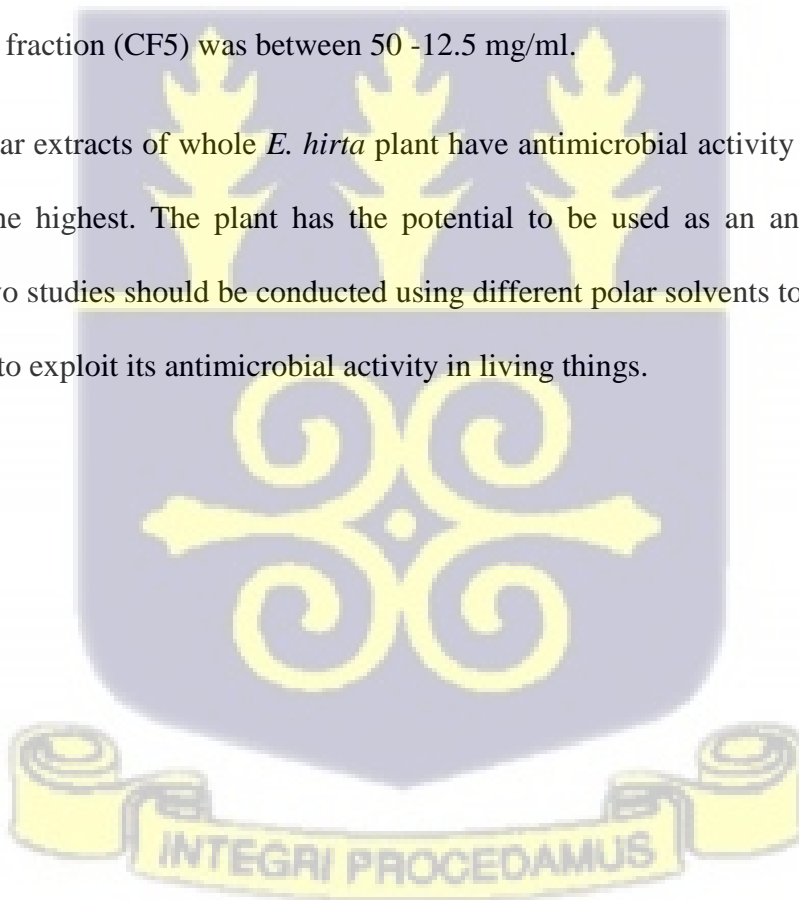 fraction (CF5) was between 50 -12.5 mg/ml.
ar extracts of whole E. hirta plant have antimicrobial activity
e highest. The plant has the potential to be used as an an
o studies should be conducted using different polar solvents to
to exploit its antimicrobial activity in living things.
INTEGRI PROCEDAMUS